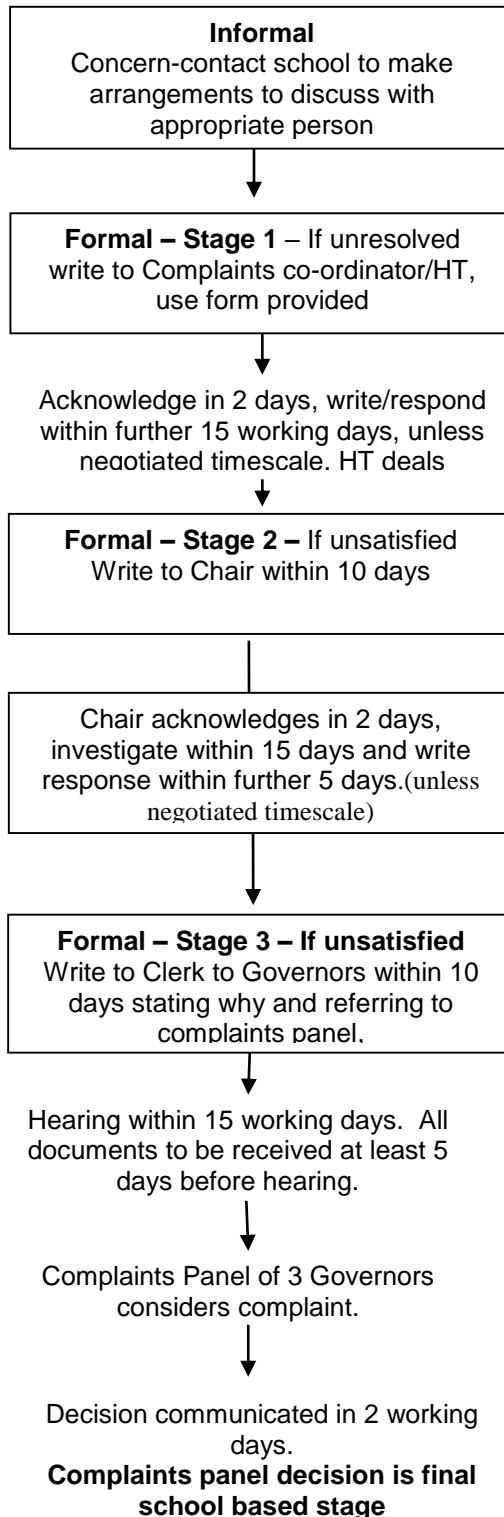 Informal
Concern-contact school to make
arrangements to discuss with
appropriate person
Formal – Stage 1 – If unresolved
write to Complaints co-ordinator/HT,
use form provided
Acknowledge in 2 days, write/respond
within further 15 working days, unless
negotiated timescale. HT deals
Formal – Stage 2 – If unsatisfied
Write to Chair within 10 days
Chair acknowledges in 2 days,
investigate within 15 days and write
response within further 5 days.(unless
negotiated timescale)
Formal – Stage 3 – If unsatisfied
Write to Clerk to Governors within 10
days stating why and referring to
complaints panel,
Hearing within 15 working days.  All
documents to be received at least 5
days before hearing.
Complaints Panel of 3 Governors
considers complaint.
Decision communicated in 2 working
days.
Complaints panel decision is final
school based stage